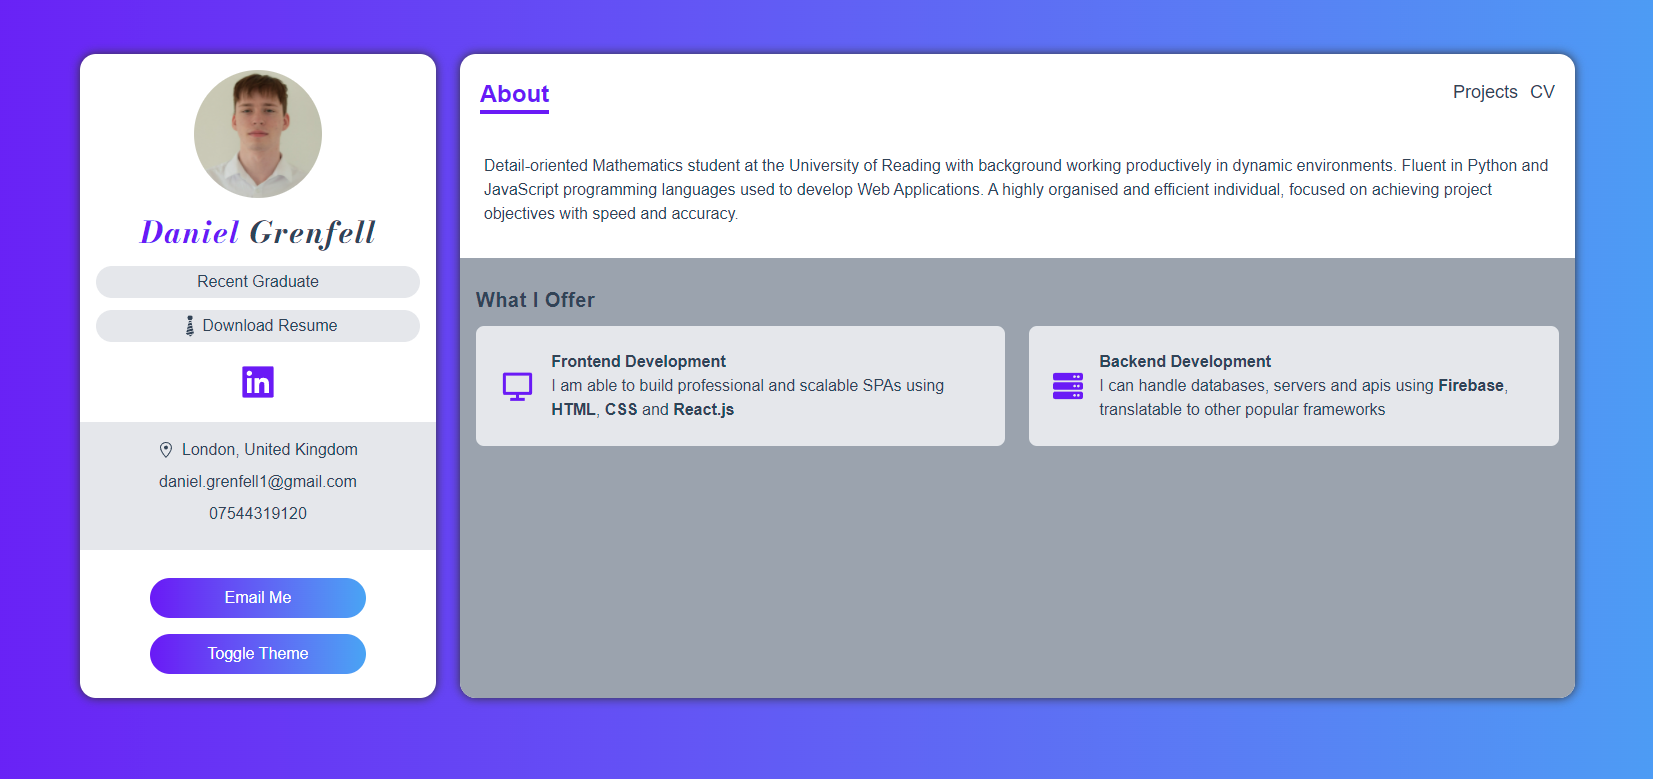 Daniel Grenfell
Recent Graduate
Download Resume
in
London, United Kingdom
daniel.grenfell1@gmail.com
07544319120
Email Me
Toggle Theme
About
Projects CV
Detail-oriented Mathematics student at the University of Reading with background working productively in dynamic environments. Fluent in Python and
JavaScript programming languages used to develop Web Applications. A highly organised and efficient individual, focused on achieving project
objectives with speed and accuracy.
What I Offer
Frontend Development
I am able to build professional and scalable SPAs using
HTML, CSS and React.js
Backend Development
I can handle databases, servers and apis using Firebase,
translatable to other popular frameworks